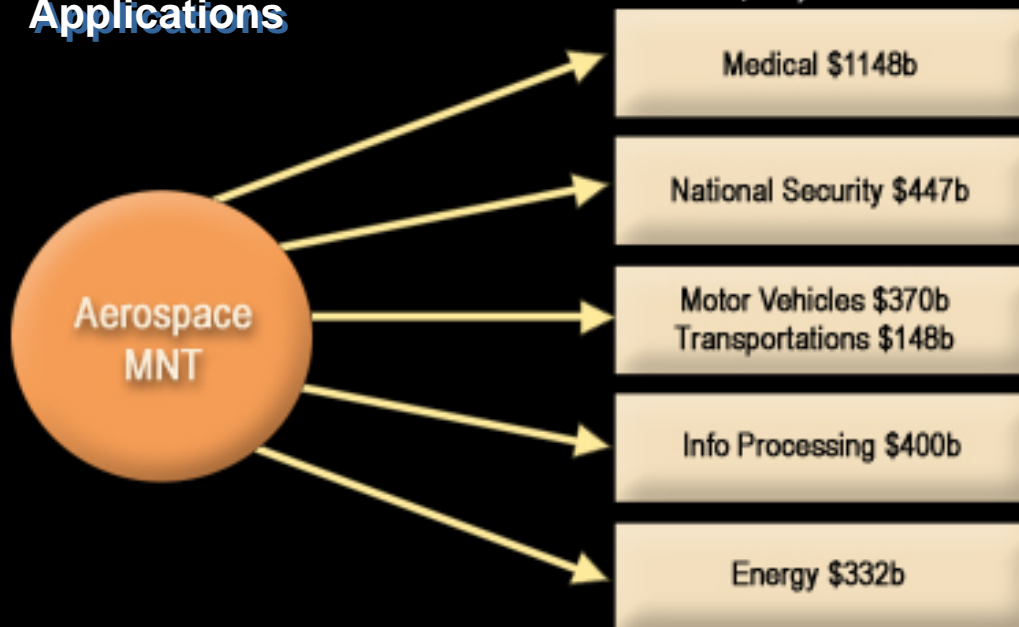 Applications
Medical $1148b
National Security $447b
Aerospace
MNT
Motor Vehicles $370b
Transportations $148b
Info Processing $400b
Energy $332b